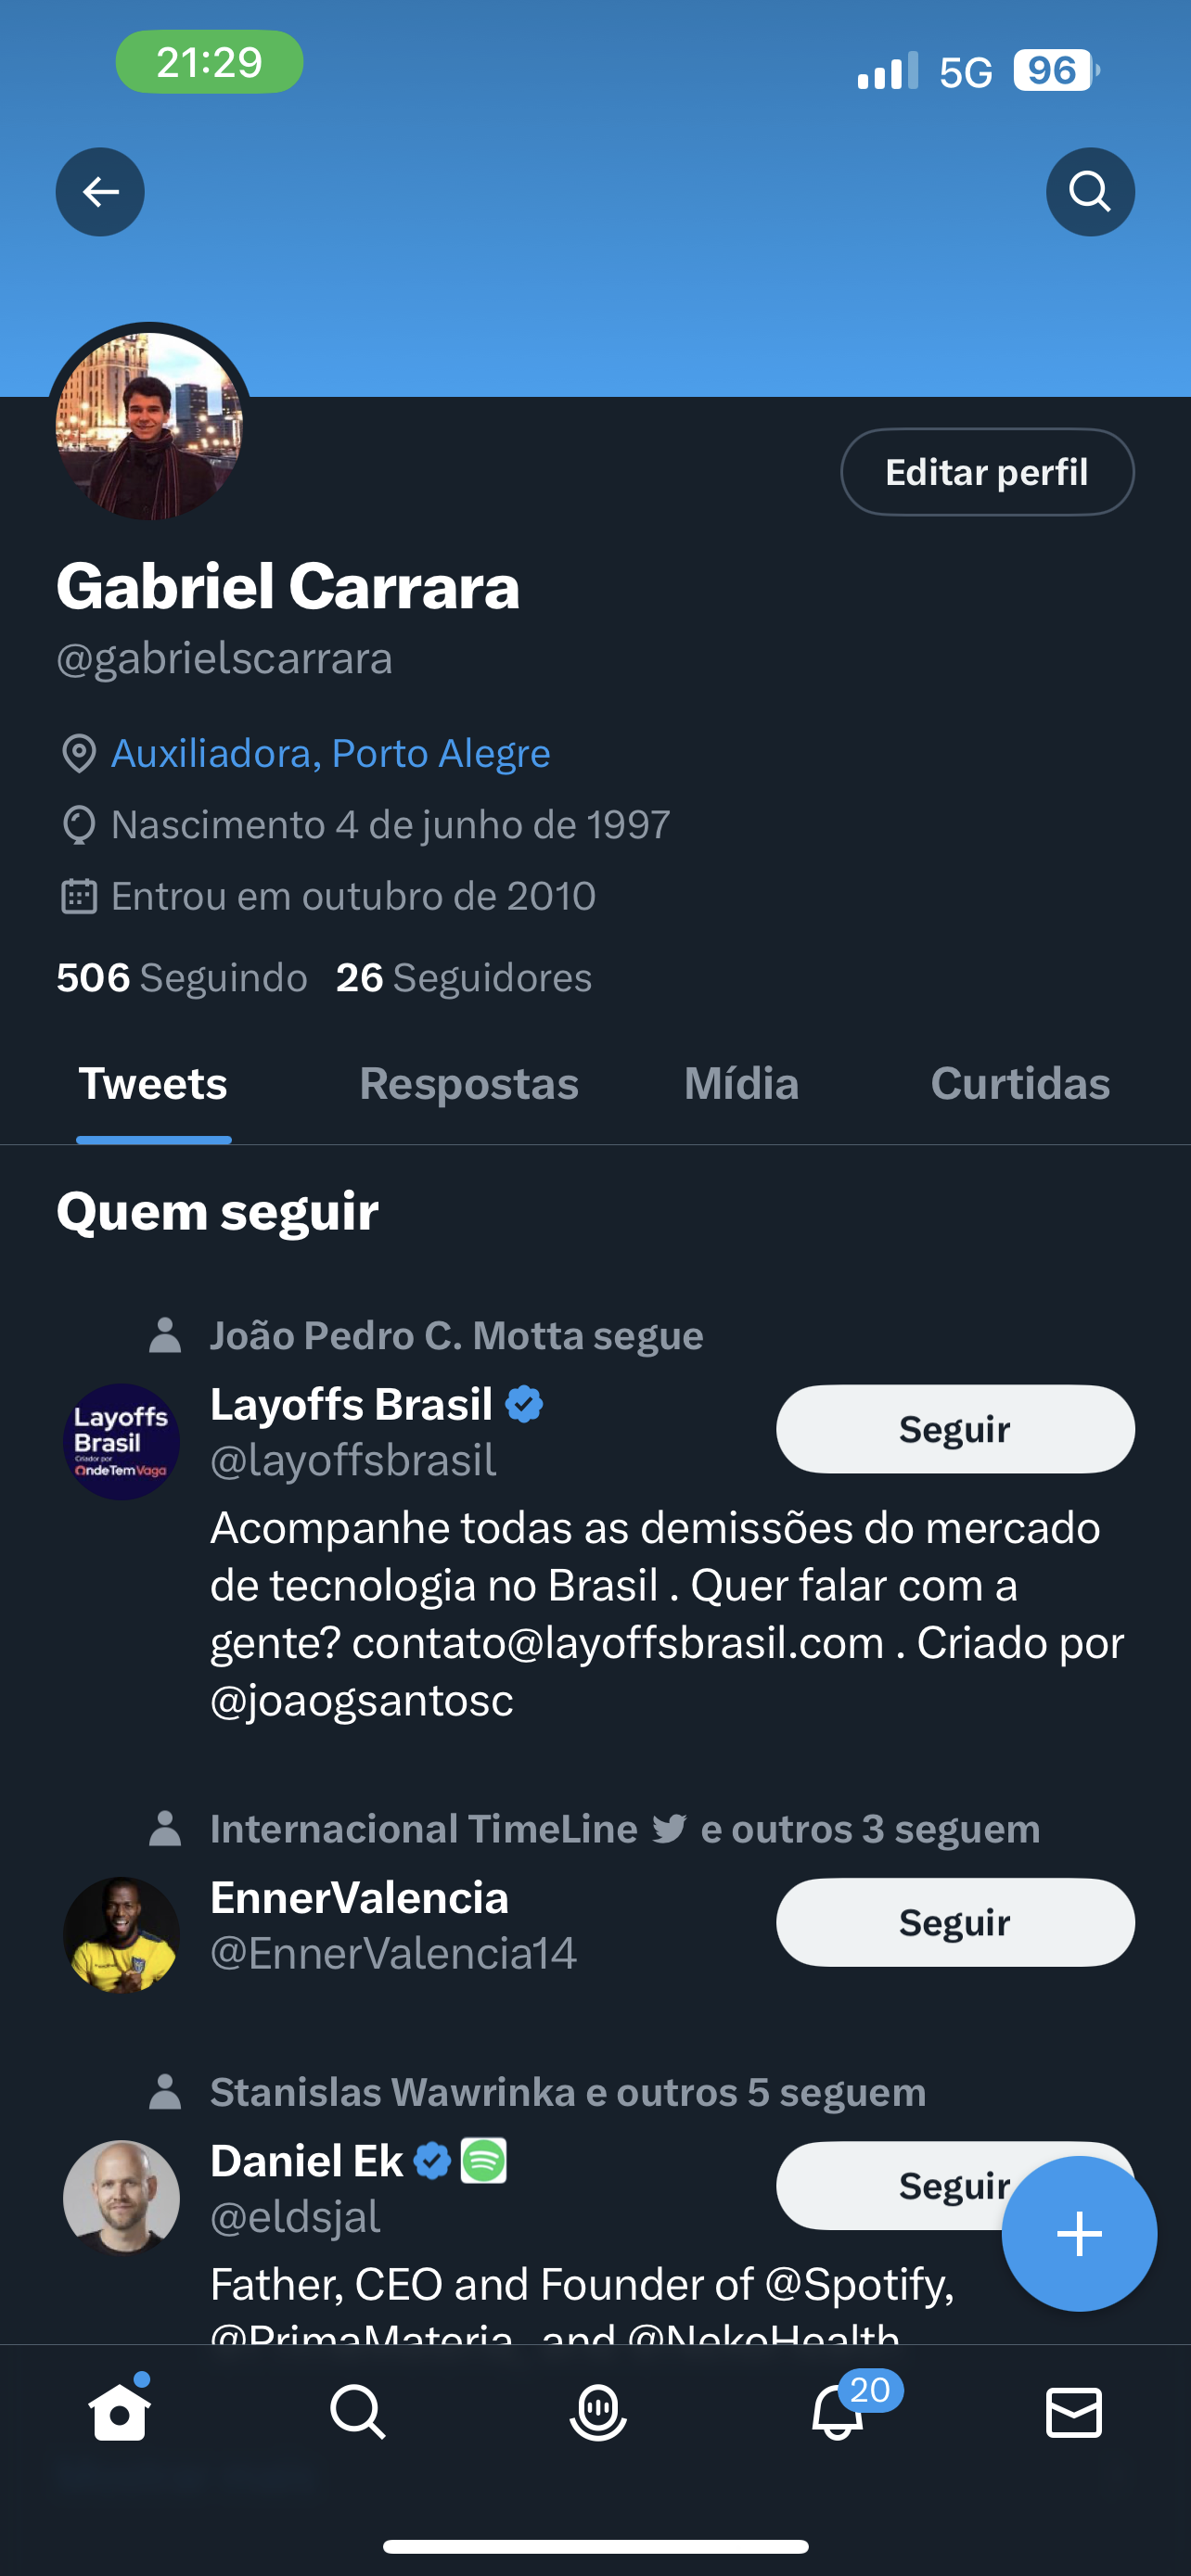 21:29
5G 96
Editar perfil
Gabriel Carrara
@gabrielscarrara
Auxiliadora, Porto Alegre
Nascimento 4 de junho de 1997
Entrou em outubro de 2010
506 Seguindo 26 Seguidores
Tweets Respostas Mídia Curtidas
Quem seguir
João Pedro C. Motta segue
Layoffs Brasil
Layoffs
Brasil
Criador por
OndeTemVaga
Seguir
@layoffsbrasil
Acompanhe todas as demissões do mercado
de tecnologia no Brasil . Quer falar com a
gente? contato@layoffsbrasil.com . Criado por
@joaogsantosc
Internacional TimeLine e outros 3 seguem
EnnerValencia
Seguir
@EnnerValencia14
Stanislas Wawrinka e outros 5 seguem
Daniel Ek
Seguir
@eldsjal
Father, CEO and Founder of @Spotify,
@PrimaMateria, and @NekoHealth
20